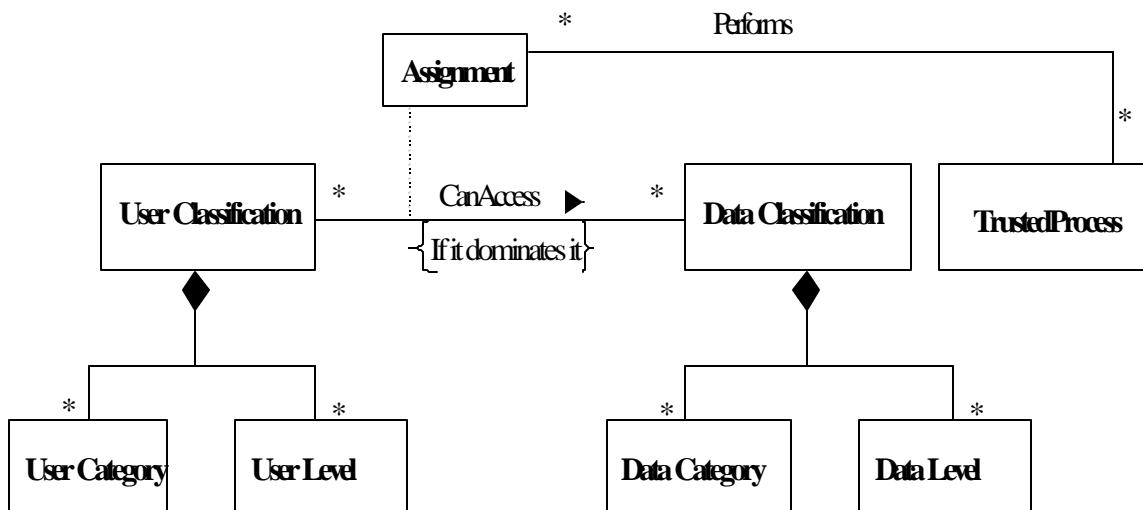 * Performs
Assignment
*
* CanAccess *
User Classification
Data Classification
TrustedProcess
{If it dominates it}
* * * *
User Category
User Level
Data Category
Data Level